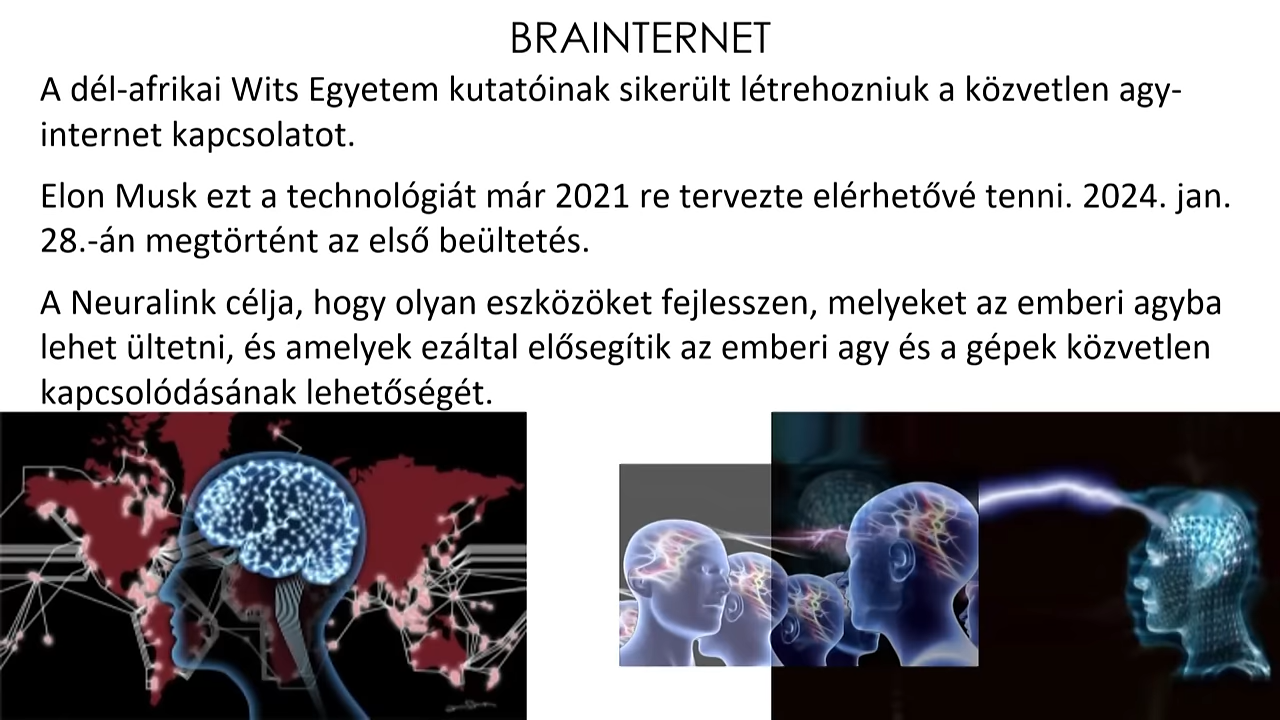 BRAINTERNET
A dél-afrikai Wits Egyetem kutatóinak sikerült létrehozniuk a közvetlen agy-
internet kapcsolatot.
Elon Musk ezt a technológiát már 2021 re tervezte elérhetővé tenni. 2024. jan.
28.-án megtörtént az első beültetés.
A Neuralink célja, hogy olyan eszközöket fejlesszen, melyeket az emberi agyba
lehet ültetni, és amelyek ezáltal elősegítik az emberi agy és a gépek közvetlen
kapcsolódásának lehetőségét.